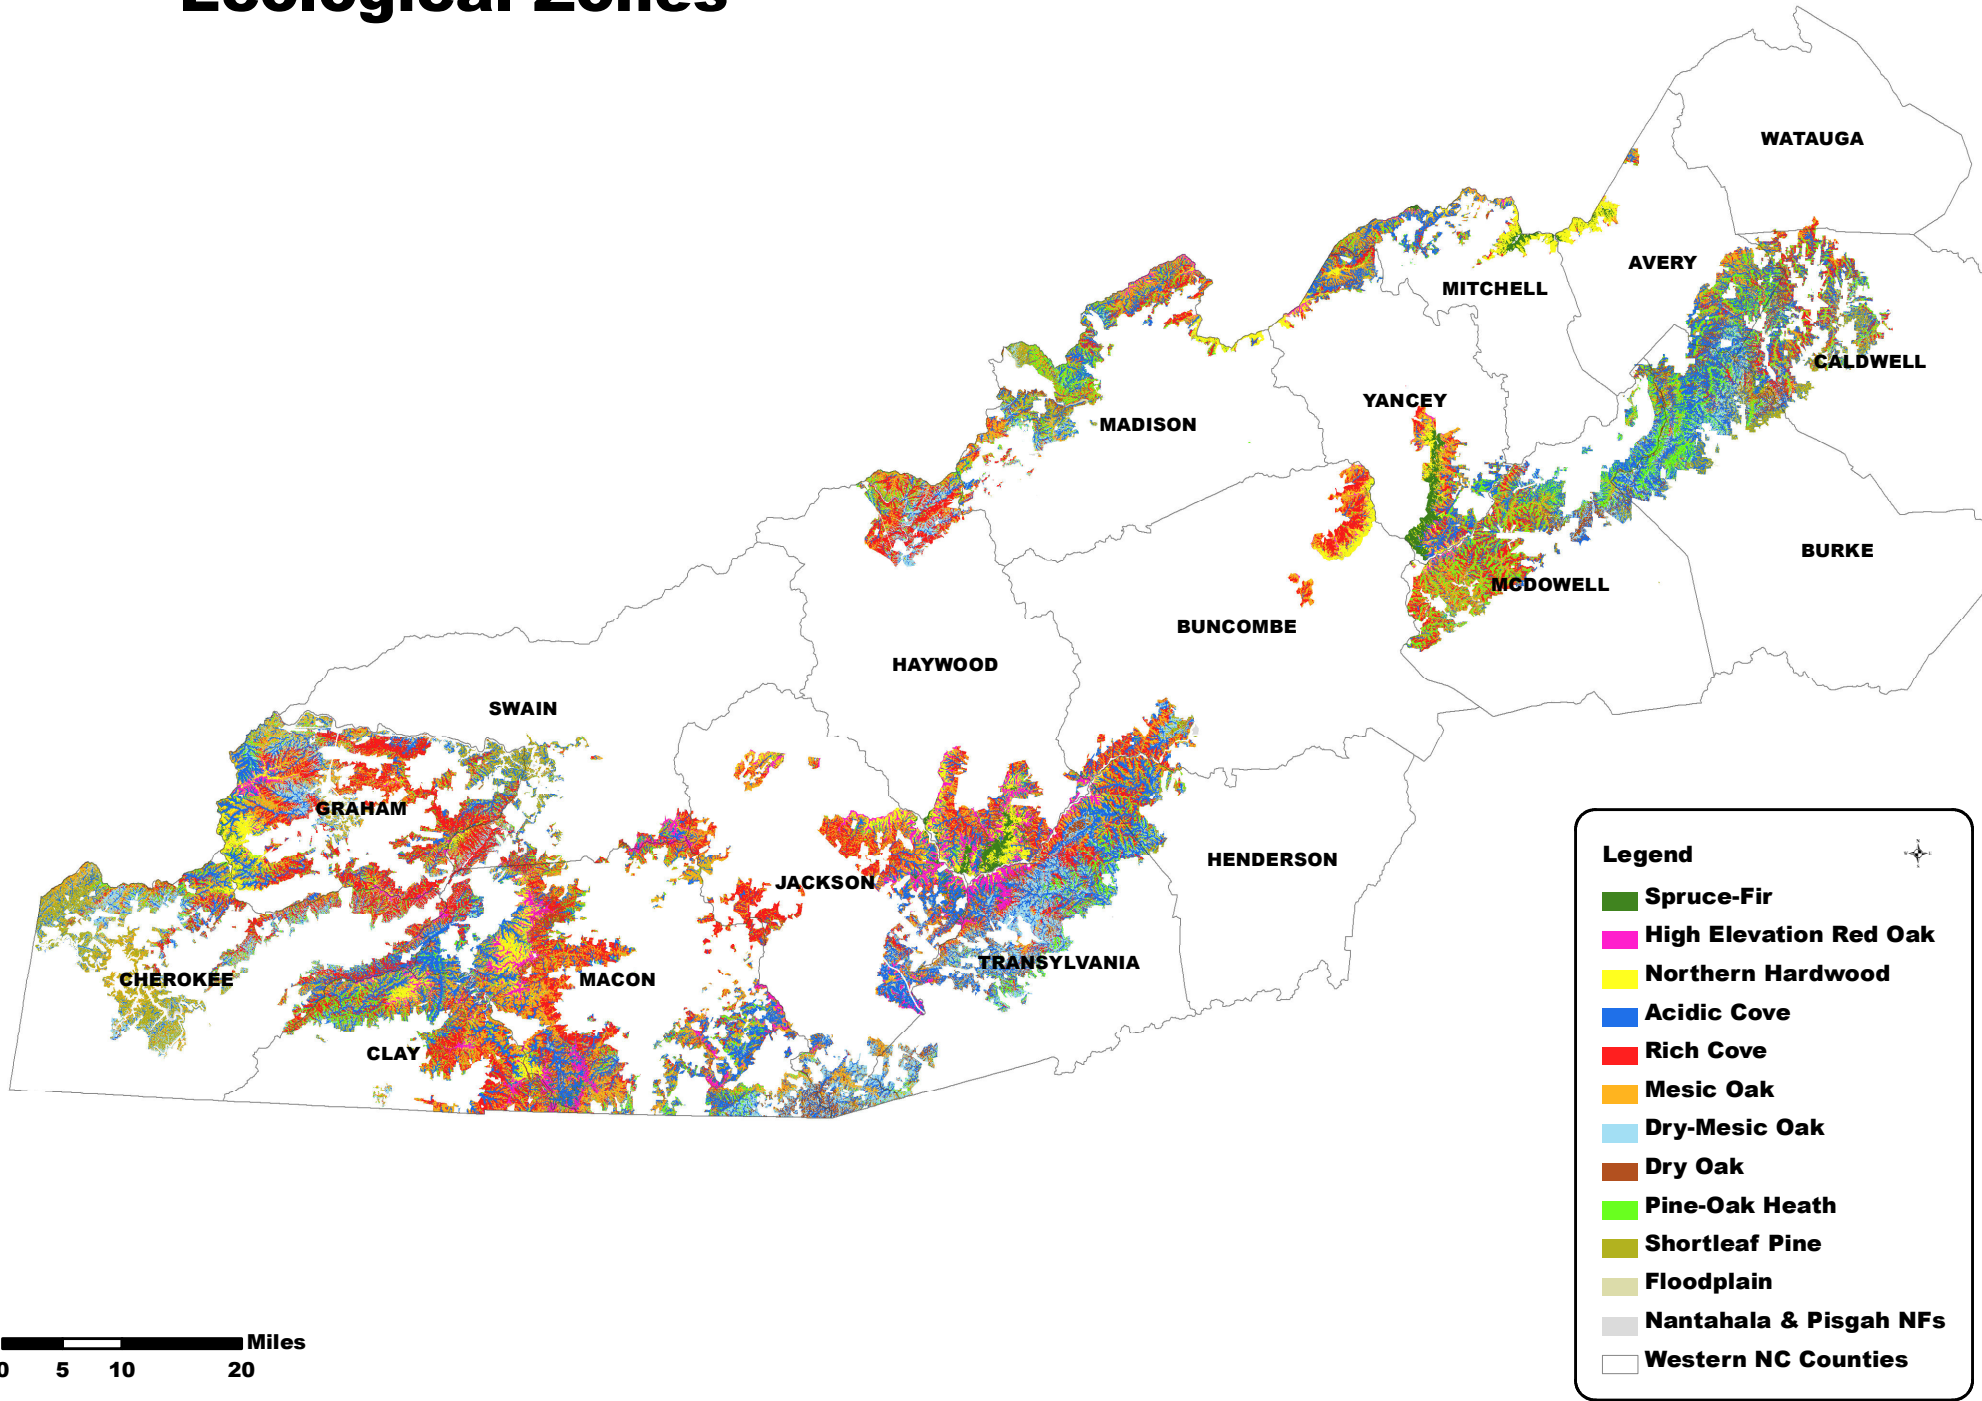 Ecological Zones
WATAUGA
AVERY
MITCHELL
CALDWELL
YANCEY
MADISON
BURKE
MCDOWELL
BUNCOMBE
HAYWOOD
SWAIN
GRAHAM
HENDERSON
JACKSON
TRANSYLVANIA
CHEROKEE
MACON
CLAY
Legend
Spruce-Fir
High Elevation Red Oak
Northern Hardwood
Acidic Cove
Rich Cove
Mesic Oak
Dry-Mesic Oak
Dry Oak
Pine-Oak Heath
Shortleaf Pine
Floodplain
Nantahala & Pisgah NFs
Western NC Counties
Miles
0 5 10 20